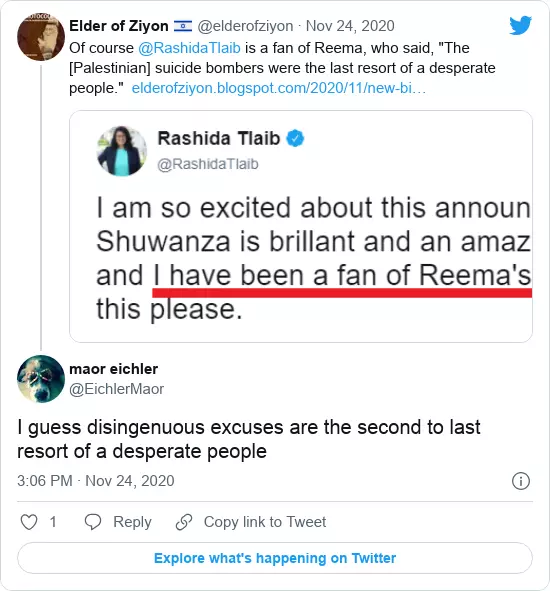 Elder of Ziyon 🇮🇱 @elderofziyon · Nov 24, 2020
Of course @RashidaTlaib is a fan of Reema, who said, "The
[Palestinian] suicide bombers were the last resort of a desperate
people." elderofziyon.blogspot.com/2020/11/new-bi…
Rashida Tlaib
@RashidaTlaib
I am so excited about this announ
Shuwanza is brillant and an amaz
and I have been a fan of Reema's
this please.
maor eichler
@EichlerMaor
I guess disingenuous excuses are the second to last
resort of a desperate people
3:06 PM · Nov 24, 2020
1 Reply Copy link to Tweet
Explore what's happening on Twitter